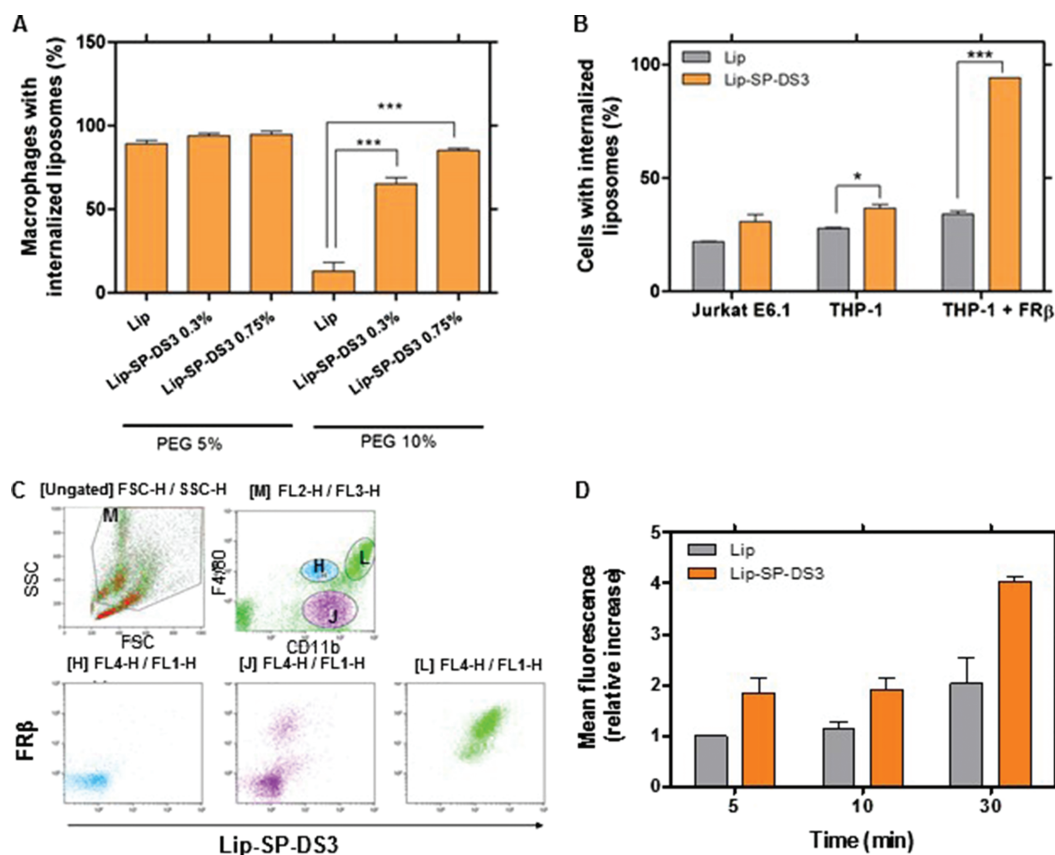 A
Macrophages with
internalized liposomes (%)
150
100
50
0
***
***
Lip
Lip-SP-DS3 0.3%
Lip-SP-DS3 0.75%
Lip
Lip-SP-DS3 0.3%
Lip-SP-DS3 0.75%
PEG 5%
PEG 10%
B
Cells with internalized
liposomes (%)
100
50
0
Lip
Lip-SP-DS3
*
***
Jurkat E6.1
THP-1
THP-1 + FRβ
C
[Ungated] FSC-H / SSC-H
M
SSC
FSC
[M] FL2-H / FL3-H
F4/80
H
L
J
CD11b
[H] FL4-H / FL1-H
[J] FL4-H / FL1-H
[L] FL4-H / FL1-H
FRβ
Lip-SP-DS3
D
Mean fluorescence
(relative increase)
5
4
3
2
1
0
Lip
Lip-SP-DS3
5
10
30
Time (min)